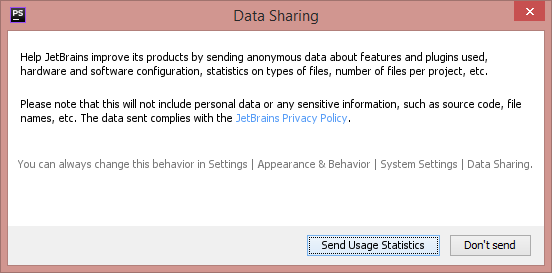 PS
Data Sharing
Help JetBrains improve its products by sending anonymous data about features and plugins used,
hardware and software configuration, statistics on types of files, number of files per project, etc.
Please note that this will not include personal data or any sensitive information, such as source code, file
names, etc. The data sent complies with the JetBrains Privacy Policy.
You can always change this behavior in Settings | Appearance & Behavior | System Settings | Data Sharing.
Send Usage Statistics
Don't send